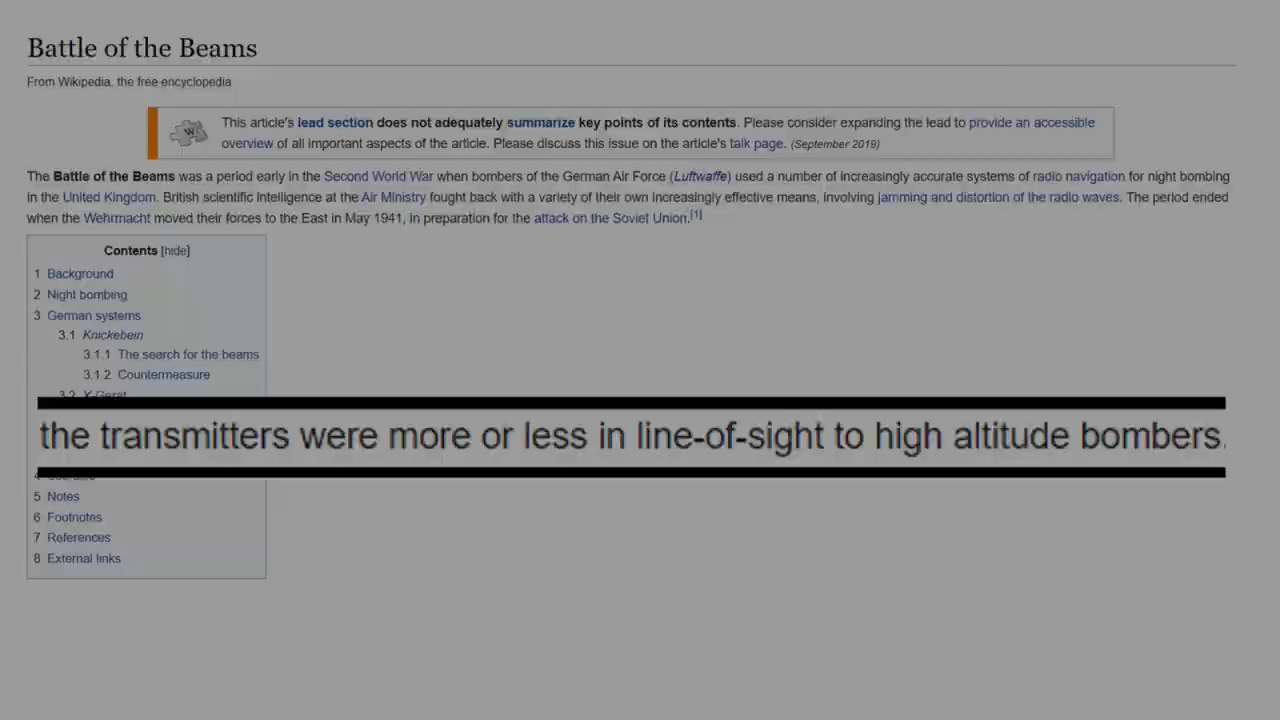 Battle of the Beams
From Wikipedia, the free encyclopedia
This article's lead section does not adequately summarize key points of its contents. Please consider expanding the lead to provide an accessible
overview of all important aspects of the article. Please discuss this issue on the article's talk page. (September 2019)
The Battle of the Beams was a period early in the Second World War when bombers of the German Air Force (Luftwaffe) used a number of increasingly accurate systems of radio navigation for night bombing
in the United Kingdom. British scientific intelligence at the Air Ministry fought back with a variety of their own increasingly effective means, involving jamming and distortion of the radio waves. The period ended
when the Wehrmacht moved their forces to the East in May 1941, in preparation for the attack on the Soviet Union.[1]
Contents [hide]
1 Background
2 Night bombing
3 German systems
3.1 Knickebein
3.1.1 The search for the beams
3.1.2 Countermeasure
3.2 X-Gerät
the transmitters were more or less in line-of-sight to high altitude bombers.
5 Notes
6 Footnotes
7 References
8 External links